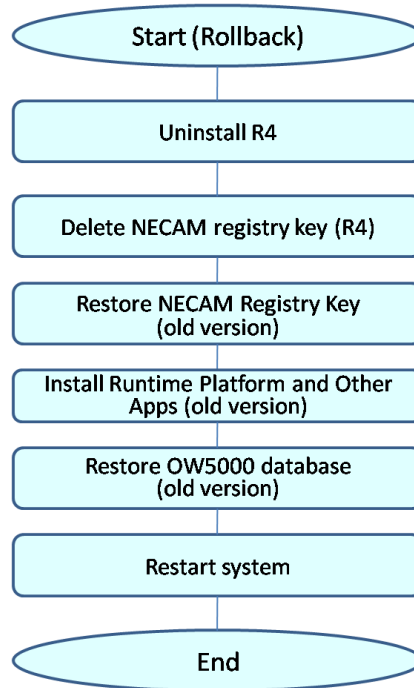 Start (Rollback)
Uninstall R4
Delete NECAM registry key (R4)
Restore NECAM Registry Key
(old version)
Install Runtime Platform and Other
Apps (old version)
Restore OW5000 database
(old version)
Restart system
End